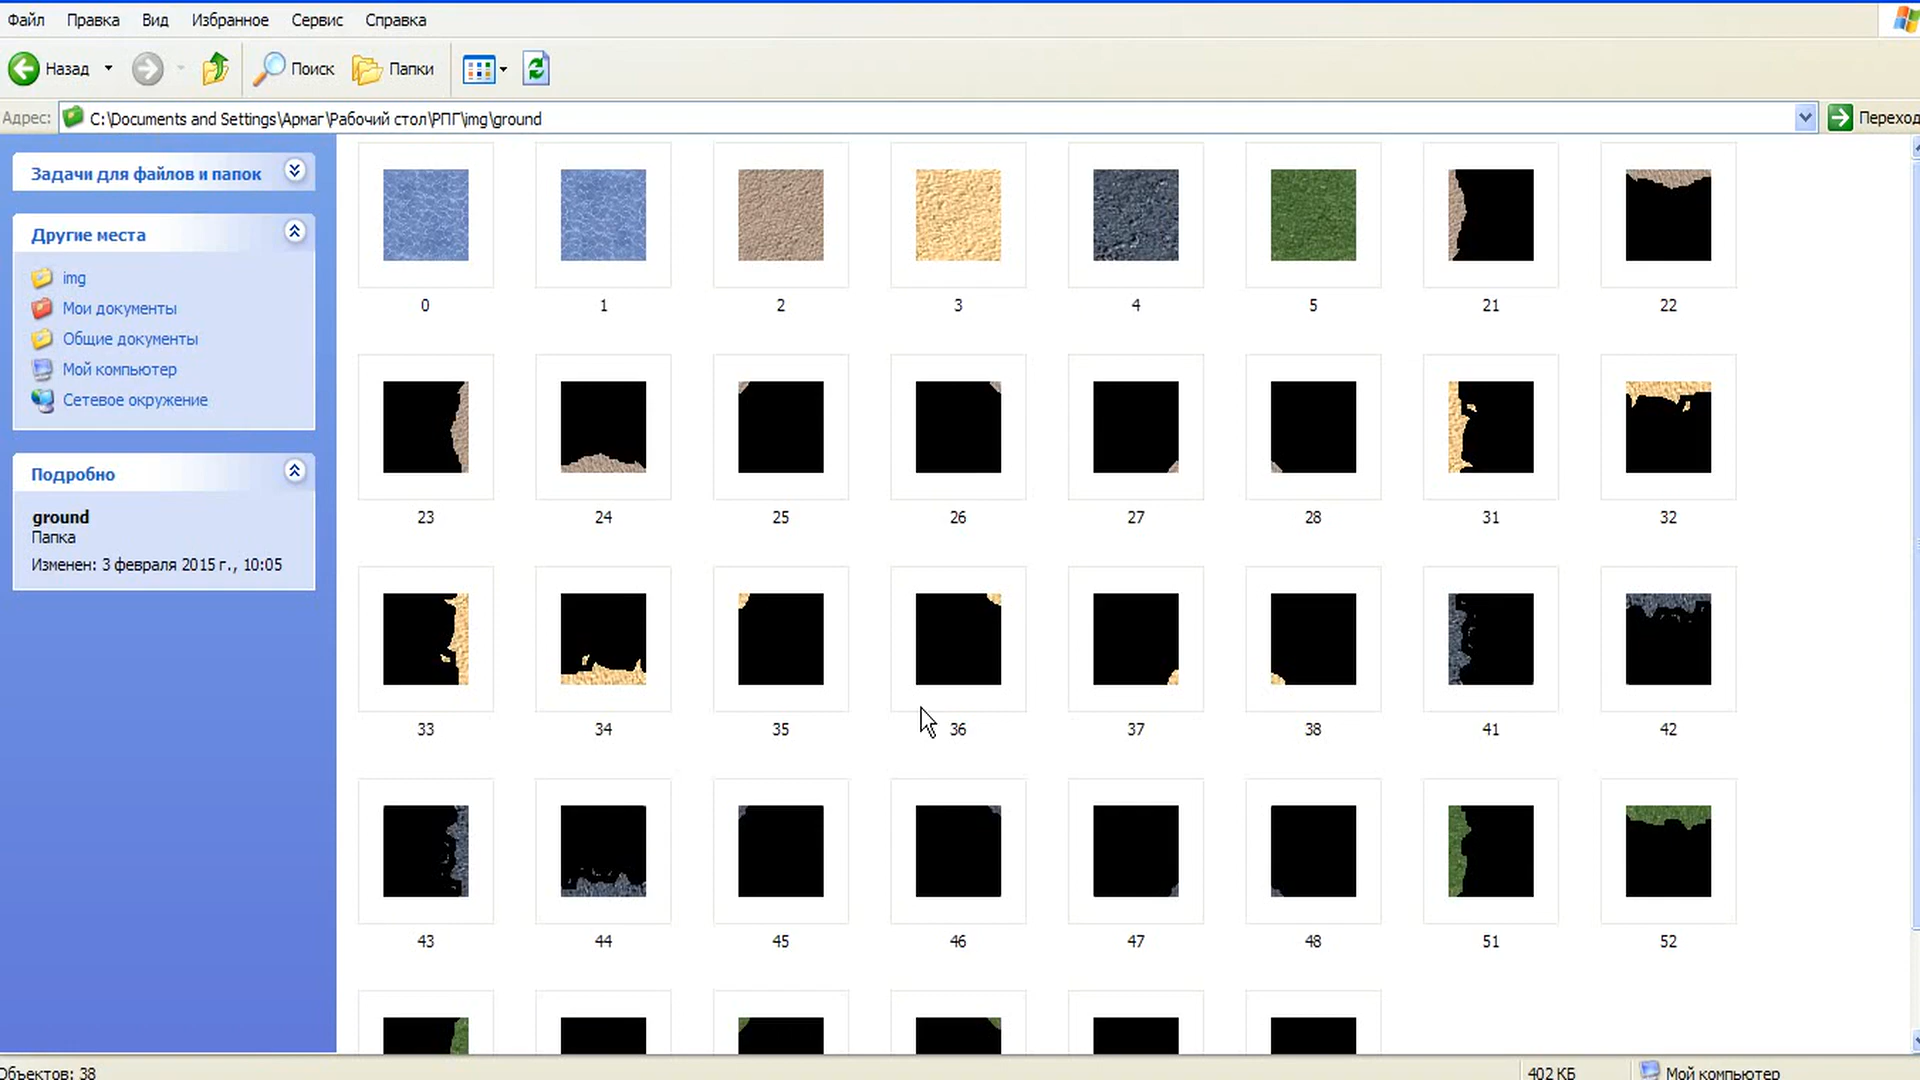 Файл Правка Вид Избранное Сервис Справка
Назад Поиск Папки
Адрес: C:\Documents and Settings\Армаг\Рабочий стол\РПГ\img\ground Переход
Задачи для файлов и папок
Другие места
img
Мои документы
Общие документы
Мой компьютер
Сетевое окружение
Подробно
ground
Папка
Изменен: 3 февраля 2015 г., 10:05
0 1 2 3 4 5 21 22
23 24 25 26 27 28 31 32
33 34 35 36 37 38 41 42
43 44 45 46 47 48 51 52
Объектов: 38 402 КБ Мой компьютер